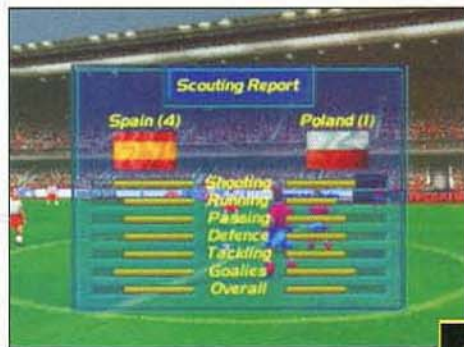 Scouting Report
Spain (4) Poland (1)
Shooting
Running
Passing
Defence
Tackling
Goalies
Overall